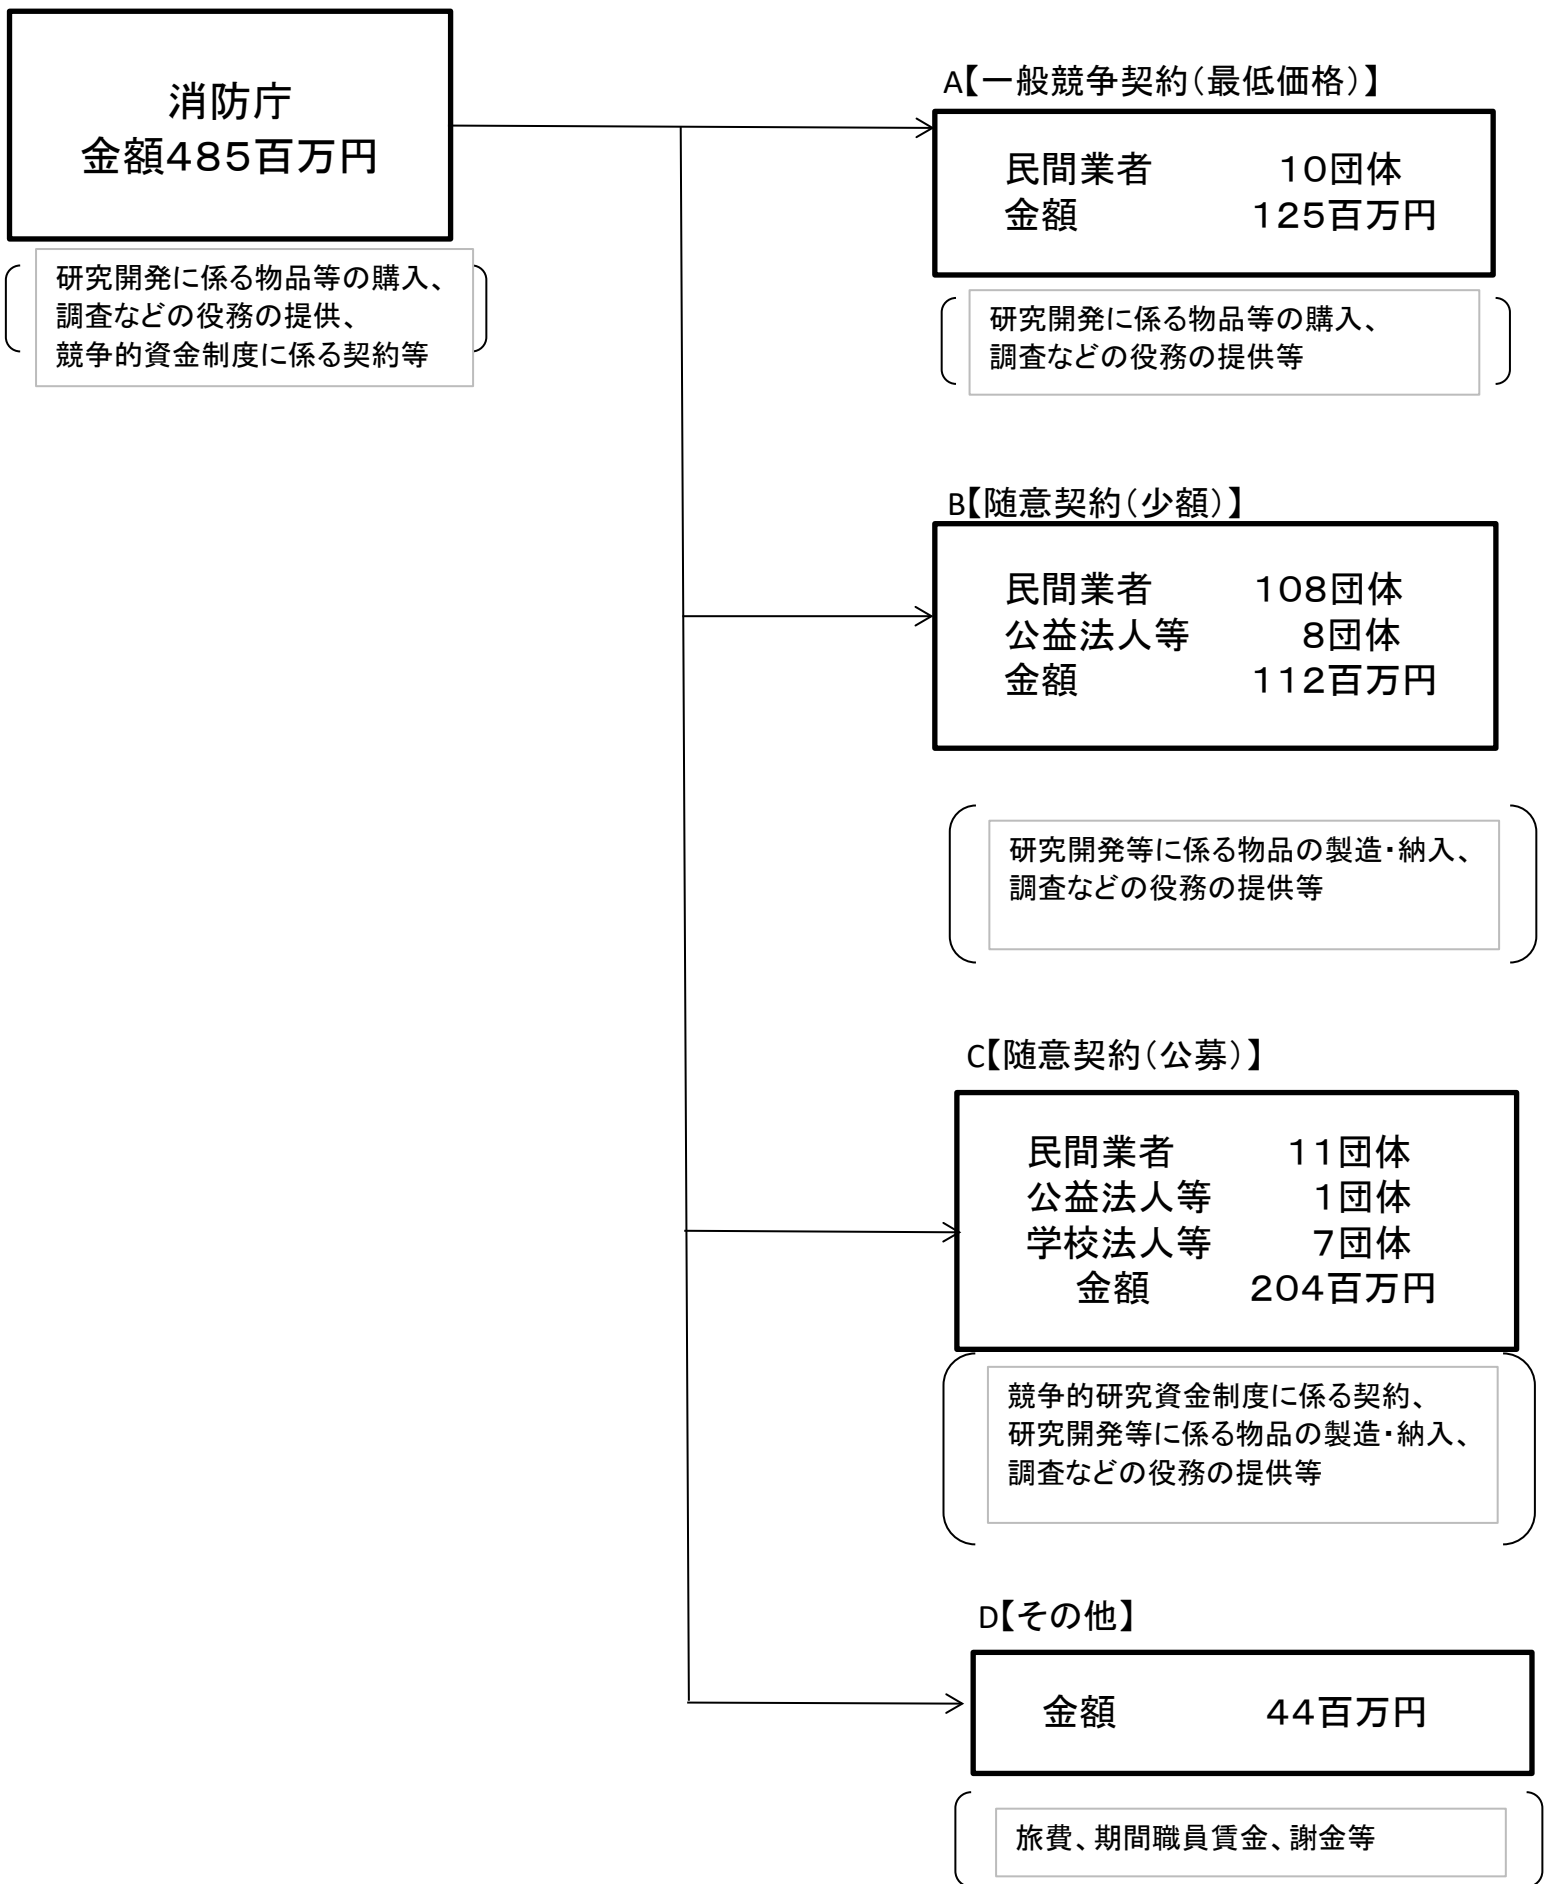 消防庁
金額485百万円
研究開発に係る物品等の購入、
調査などの役務の提供、
競争的資金制度に係る契約等
A【一般競争契約（最低価格）】
民間業者 10団体
金額 125百万円
研究開発に係る物品等の購入、
調査などの役務の提供等
B【随意契約（少額）】
民間業者 108団体
公益法人等 8団体
金額 112百万円
研究開発等に係る物品の製造・納入、
調査などの役務の提供等
C【随意契約（公募）】
民間業者 11団体
公益法人等 1団体
学校法人等 7団体
金額 204百万円
競争的研究資金制度に係る契約、
研究開発等に係る物品の製造・納入、
調査などの役務の提供等
D【その他】
金額 44百万円
旅費、期間職員賃金、謝金等